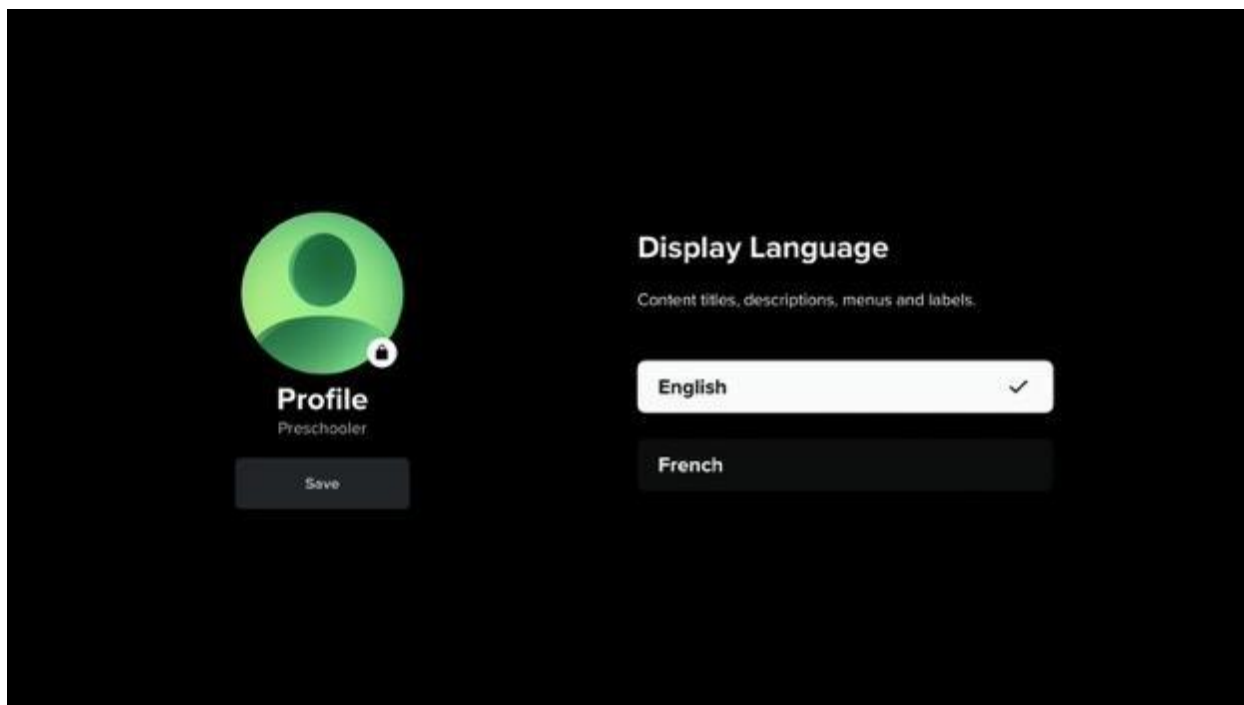 Profile
Preschooler
Save
Display Language
Content titles, descriptions, menus and labels.
English
French